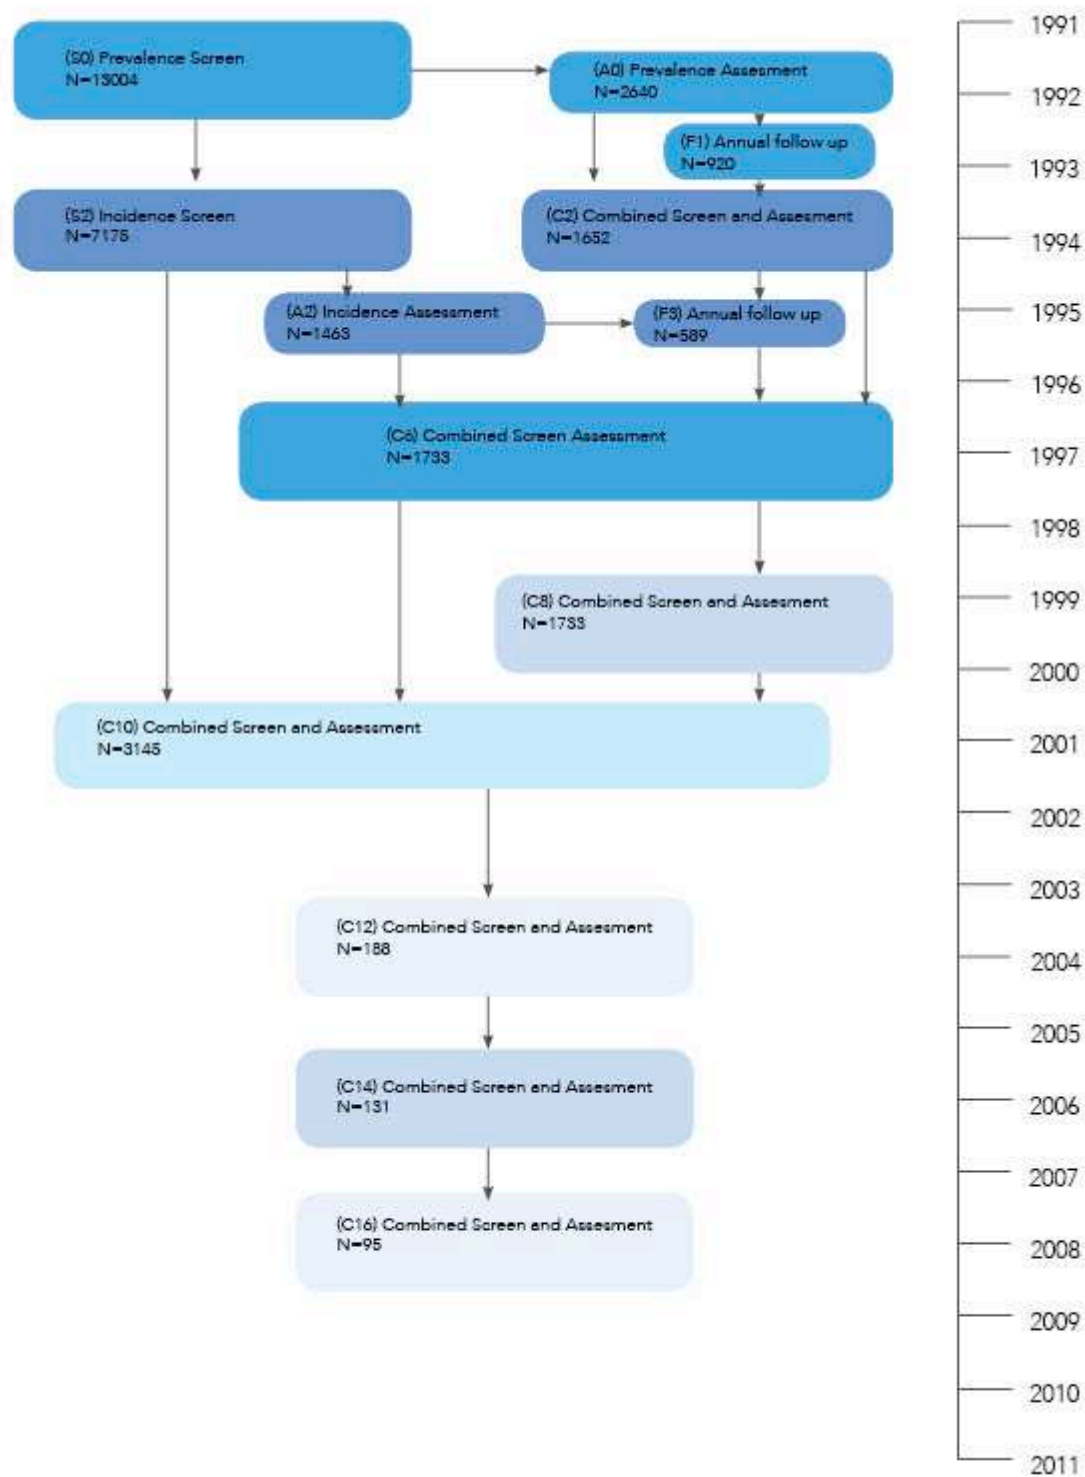 (S0) Prevalence Screen
N=13004
(A0) Prevalence Assesment
N=2640
(F1) Annual follow up
N=920
(S2) Incidence Screen
N=7175
(C2) Combined Screen and Assesment
N=1652
(A2) Incidence Assessment
N=1463
(F3) Annual follow up
N=589
(C6) Combined Screen Assessment
N=1733
(C8) Combined Screen and Assesment
N=1733
(C10) Combined Screen and Assessment
N=3145
(C12) Combined Screen and Assesment
N=188
(C14) Combined Screen and Assesment
N=131
(C16) Combined Screen and Assesment
N=95
1991
1992
1993
1994
1995
1996
1997
1998
1999
2000
2001
2002
2003
2004
2005
2006
2007
2008
2009
2010
2011